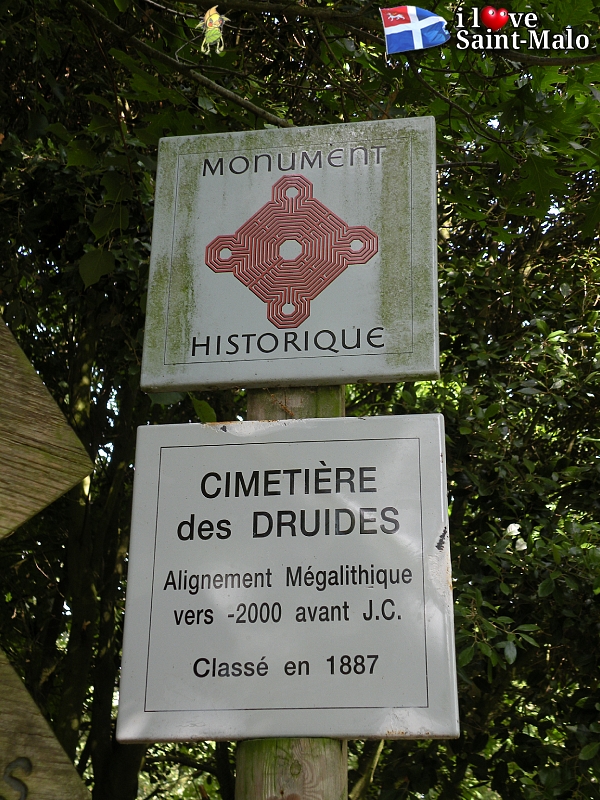 i love
Saint-Malo
MONUMENT
HISTORIQUE
CIMETIÈRE
des DRUIDES
Alignement Mégalithique
vers -2000 avant J.C.
Classé en 1887